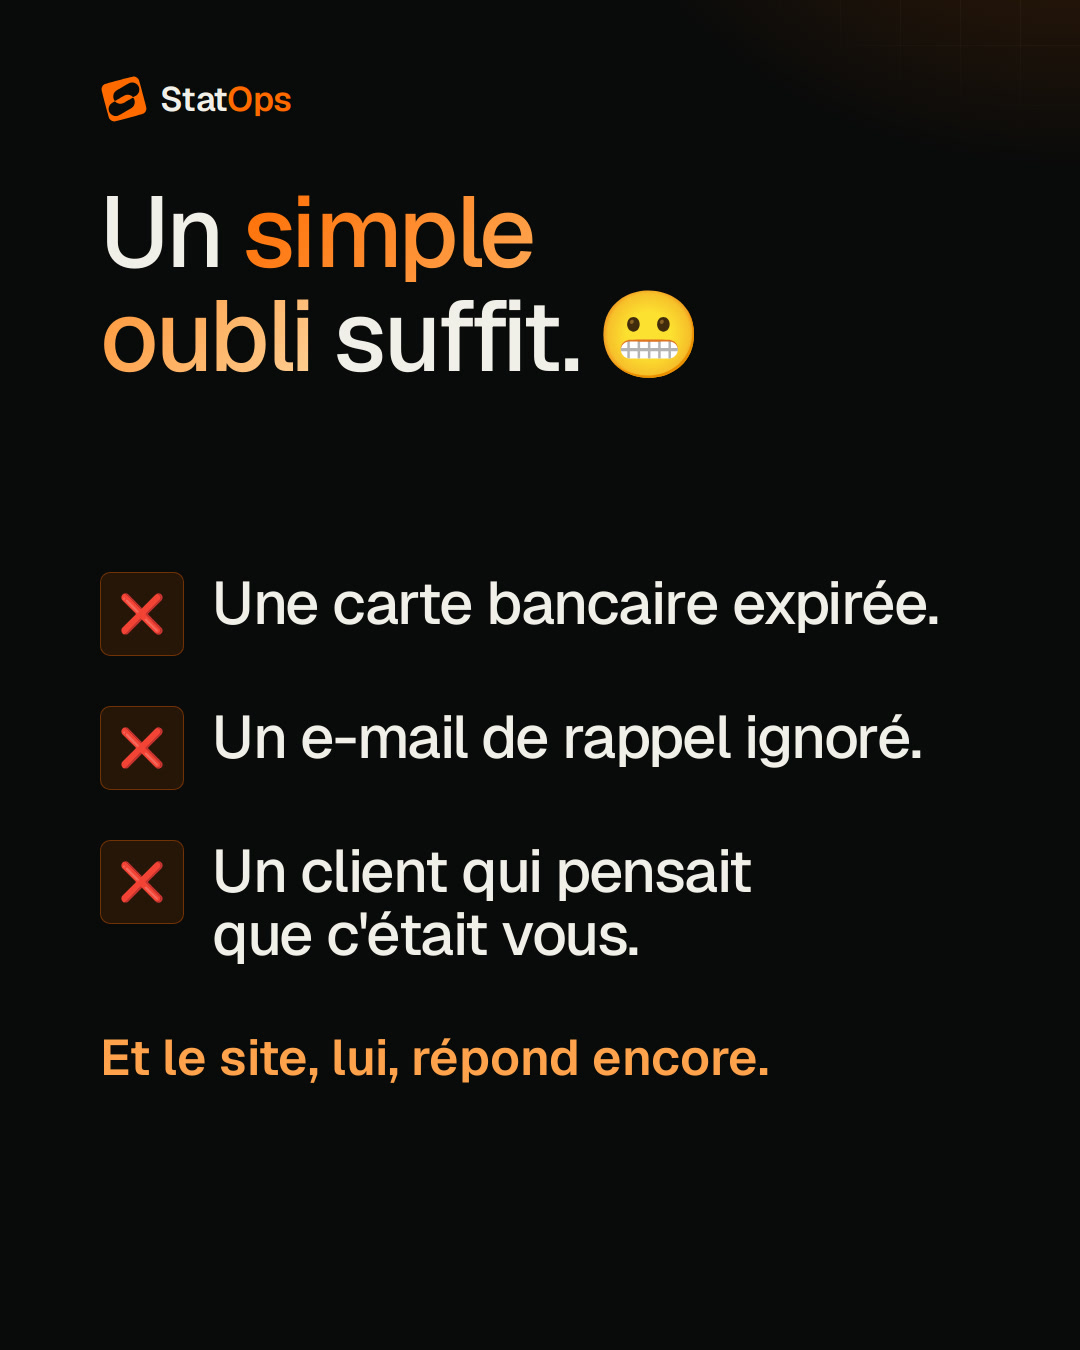 StatOps
Un simple
oubli suffit. 😬
❌ Une carte bancaire expirée.
❌ Un e-mail de rappel ignoré.
❌ Un client qui pensait
que c'était vous.
Et le site, lui, répond encore.